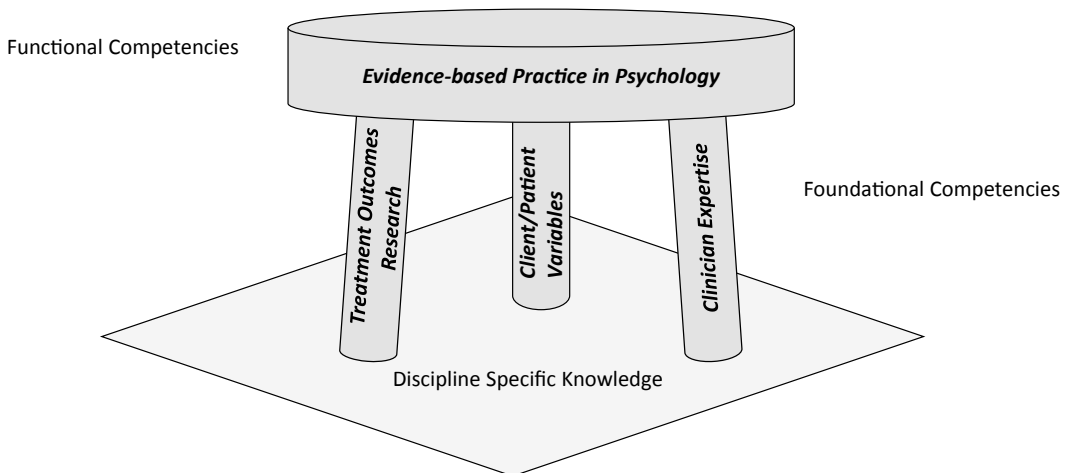 Functional Competencies
Evidence-based Practice in Psychology
Treatment Outcomes
Research
Client/Patient
Variables
Clinician Expertise
Foundational Competencies
Discipline Specific Knowledge